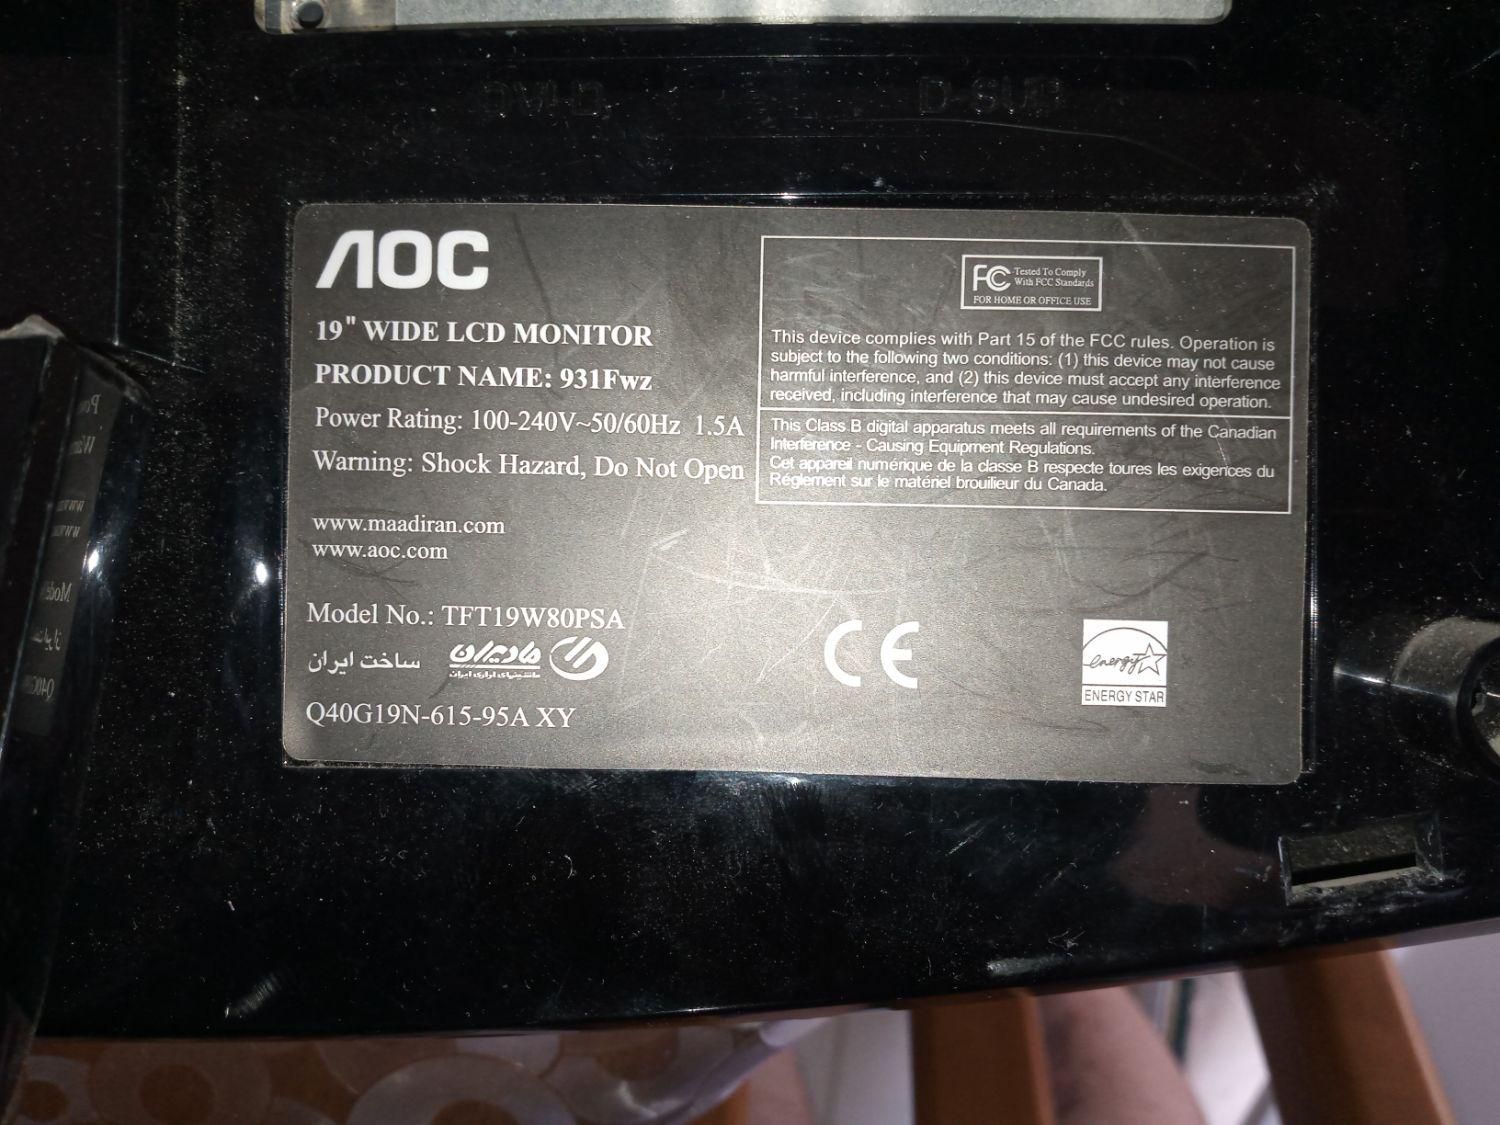 D-SUB
AOC
19" WIDE LCD MONITOR
PRODUCT NAME: 931Fwz
Power Rating: 100-240V~50/60Hz 1.5A
Warning: Shock Hazard, Do Not Open
www.maadiran.com
www.aoc.com
Model No.: TFT19W80PSA
ساخت ایران
مادیران
ماشینهای اداری ایران
Q40G19N-615-95A XY
FC Tested To Comply
With FCC Standards
FOR HOME OR OFFICE USE
This device complies with Part 15 of the FCC rules. Operation is
subject to the following two conditions: (1) this device may not cause
harmful interference, and (2) this device must accept any interference
received, including interference that may cause undesired operation.
This Class B digital apparatus meets all requirements of the Canadian
Interference - Causing Equipment Regulations.
Cet appareil numérique de la classe B respecte toures les exigences du
Réglement sur le matériel brouilieur du Canada.
CE
energy
ENERGY STAR